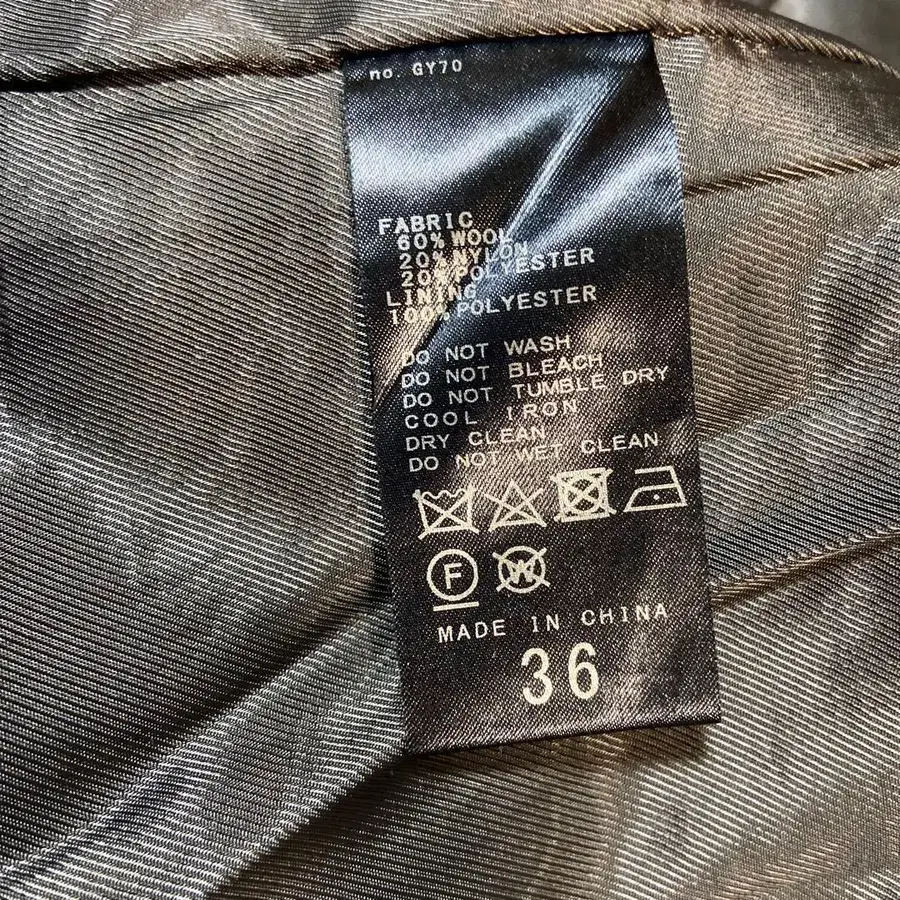 no. GY70
FABRIC
60% WOOL
20% NYLON
20% POLYESTER
LINING
100% POLYESTER
DO NOT WASH
DO NOT BLEACH
DO NOT TUMBLE DRY
COOL IRON
DRY CLEAN
DO NOT WET CLEAN
F W
MADE IN CHINA
36